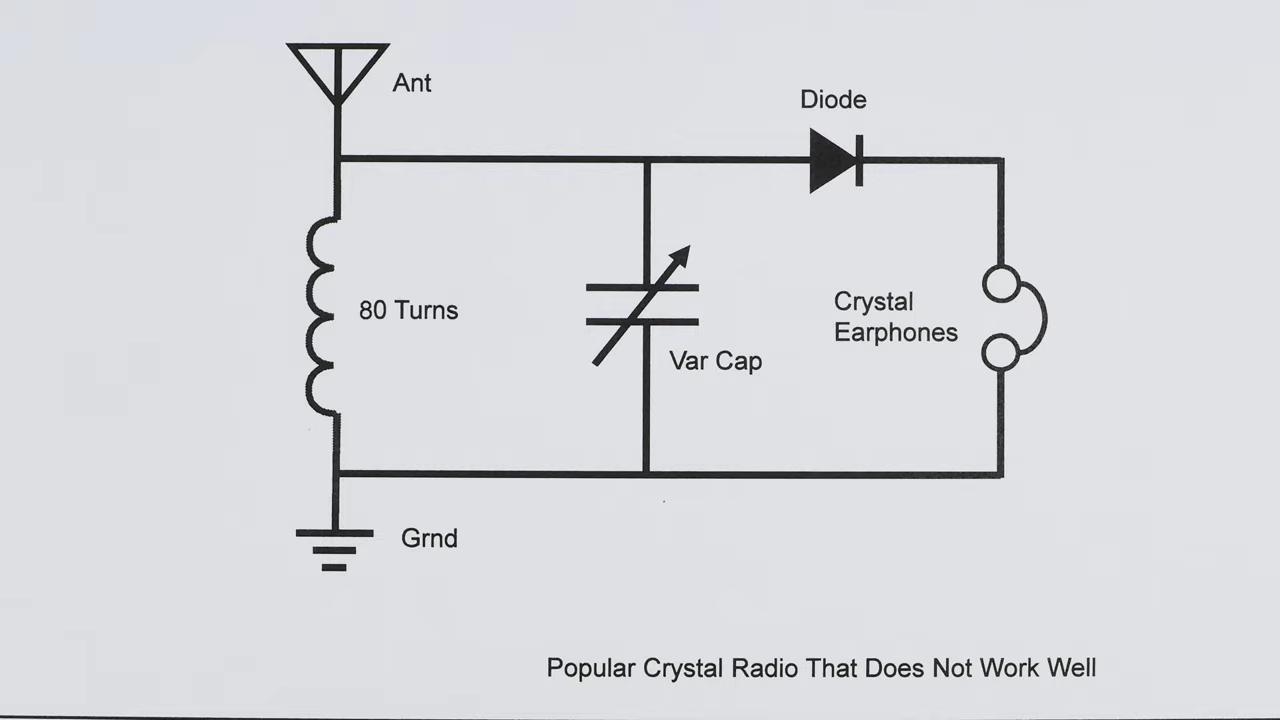 Ant
Diode
80 Turns
Crystal
Earphones
Var Cap
Grnd
Popular Crystal Radio That Does Not Work Well